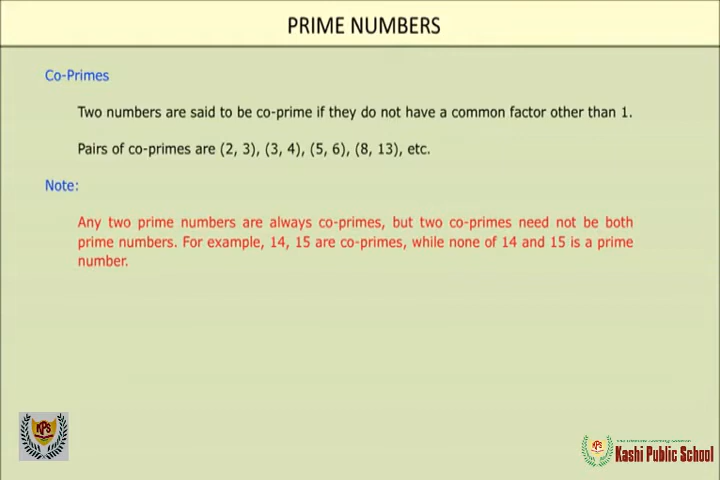 PRIME NUMBERS
Co-Primes
Two numbers are said to be co-prime if they do not have a common factor other than 1.
Pairs of co-primes are (2, 3), (3, 4), (5, 6), (8, 13), etc.
Note:
Any two prime numbers are always co-primes, but two co-primes need not be both
prime numbers. For example, 14, 15 are co-primes, while none of 14 and 15 is a prime
number.
KPS
Kashi Public School